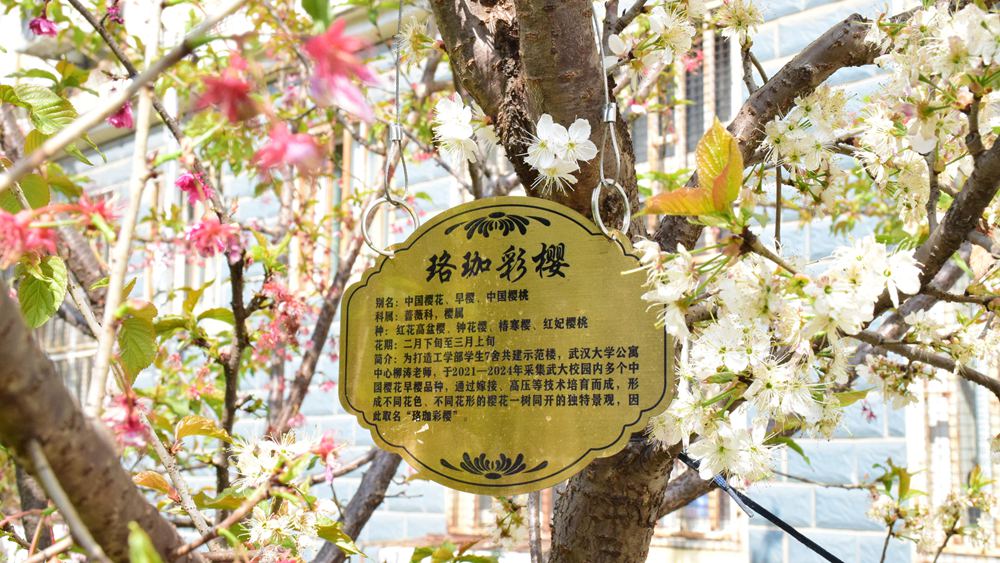 珞珈彩樱
别名：中国樱花、早樱、中国樱桃
科属：蔷薇科，樱属
种：红花高盆樱、钟花樱、椿寒樱、红妃樱桃
花期：二月下旬至三月上旬
简介：为打造工学部学生7舍共建示范楼，武汉大学公寓
中心柳涛老师，于2021—2024年采集武大校园内多个中
国樱花早樱品种，通过嫁接、高压等技术培育而成，形
成不同花色、不同花形的樱花一树同开的独特景观，因
此取名“珞珈彩樱”。